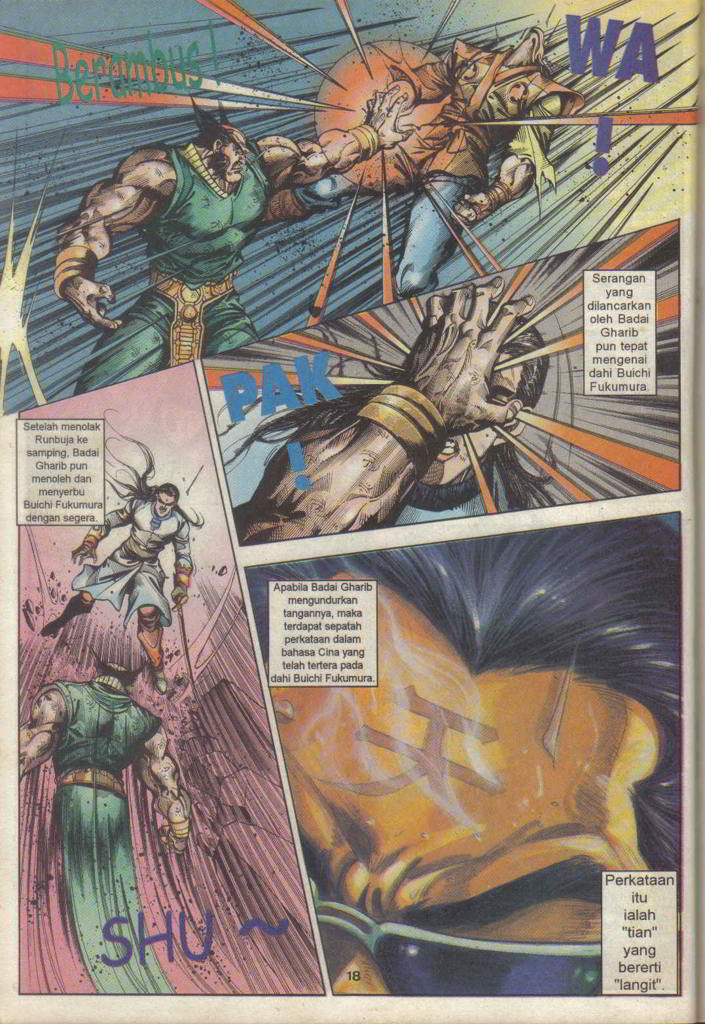 Berambus!
WA
!
Serangan
yang
dilancarkan
oleh Badai
Gharib
pun tepat
mengenai
dahi Buichi
Fukumura.
PAK
!
Setelah menolak
Runbuja ke
samping, Badai
Gharib pun
menoleh dan
menyerbu
Buichi Fukumura
dengan segera.
SHU ~
Apabila Badai Gharib
mengundurkan
tangannya, maka
terdapat sepatah
perkataan dalam
bahasa Cina yang
telah tertera pada
dahi Buichi Fukumura.
天
Perkataan
itu
ialah
"tian"
yang
bererti
"langit".
18